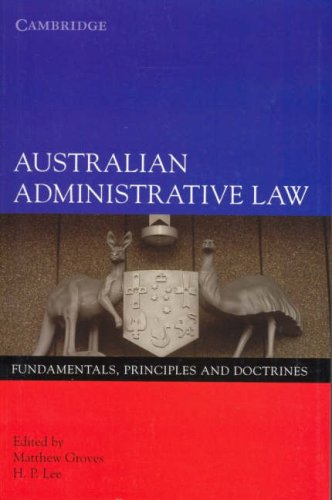 CAMBRIDGE
AUSTRALIAN
ADMINISTRATIVE LAW
FUNDAMENTALS, PRINCIPLES AND DOCTRINES
Edited by
Matthew Groves
H. P. Lee